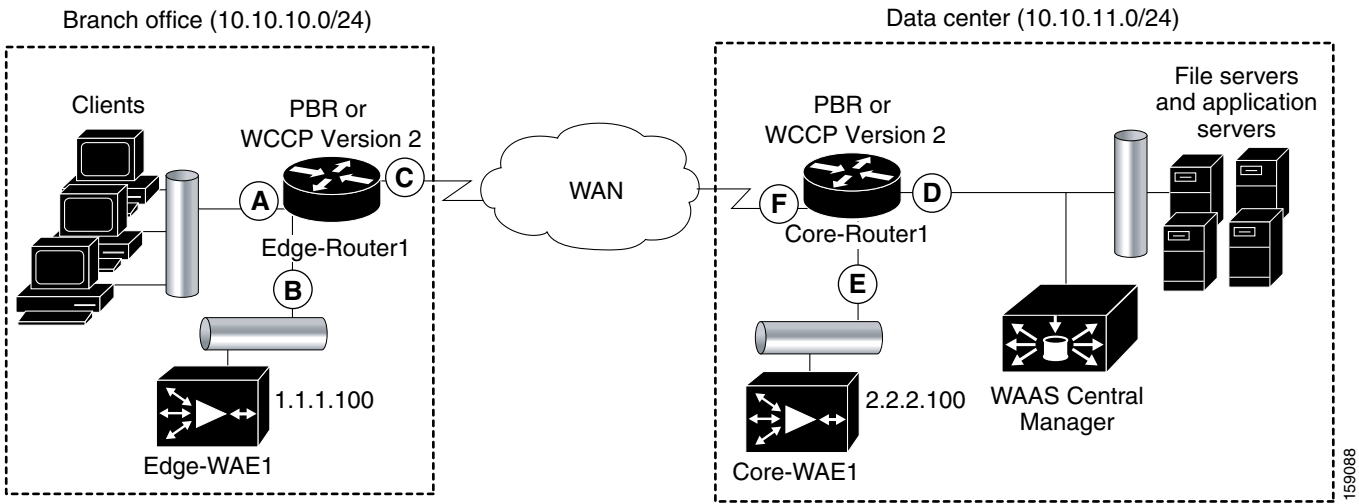 Branch office (10.10.10.0/24)
Data center (10.10.11.0/24)
Clients
PBR or
WCCP Version 2
A
C
Edge-Router1
B
1.1.1.100
Edge-WAE1
WAN
PBR or
WCCP Version 2
F
D
Core-Router1
E
2.2.2.100
Core-WAE1
File servers
and application
servers
WAAS Central
Manager
159088